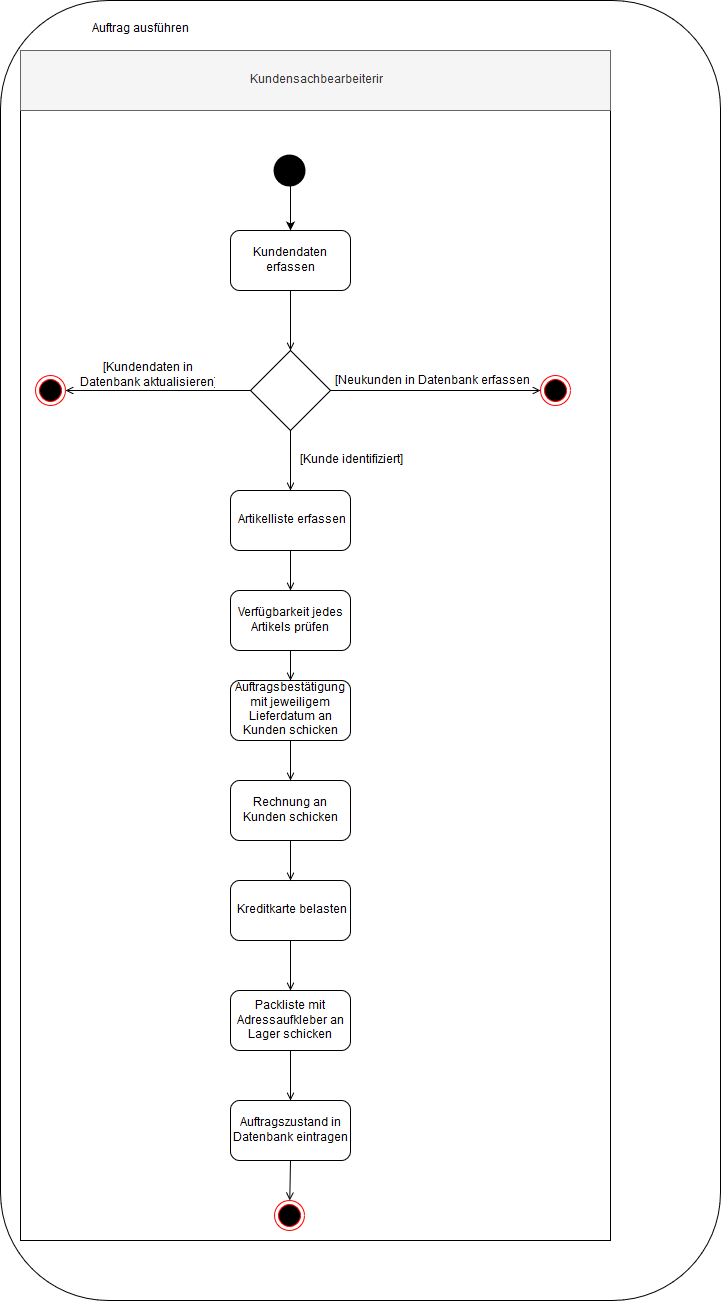 Auftrag ausführen
Kundensachbearbeiterir
Kundendaten
erfassen
[Kundendaten in
Datenbank aktualisieren]
[Neukunden in Datenbank erfassen
[Kunde identifiziert]
Artikelliste erfassen
Verfügbarkeit jedes
Artikels prüfen
Auftragsbestätigung
mit jeweiligem
Lieferdatum an
Kunden schicken
Rechnung an
Kunden schicken
Kreditkarte belasten
Packliste mit
Adressaufkleber an
Lager schicken
Auftragszustand in
Datenbank eintragen